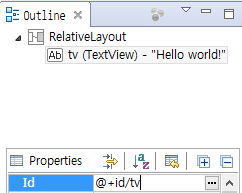 Outline
RelativeLayout
Ab tv (TextView) - "Hello world!"
Properties
Id @+id/tv